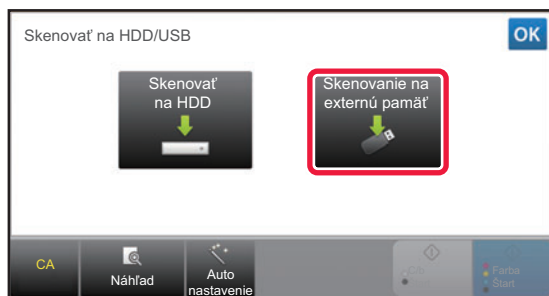 Skenovať na HDD/USB
OK
Skenovať
na HDD
Skenovanie na
externú pamäť
CA
Náhľad
Auto
nastavenie
Farba
Štart